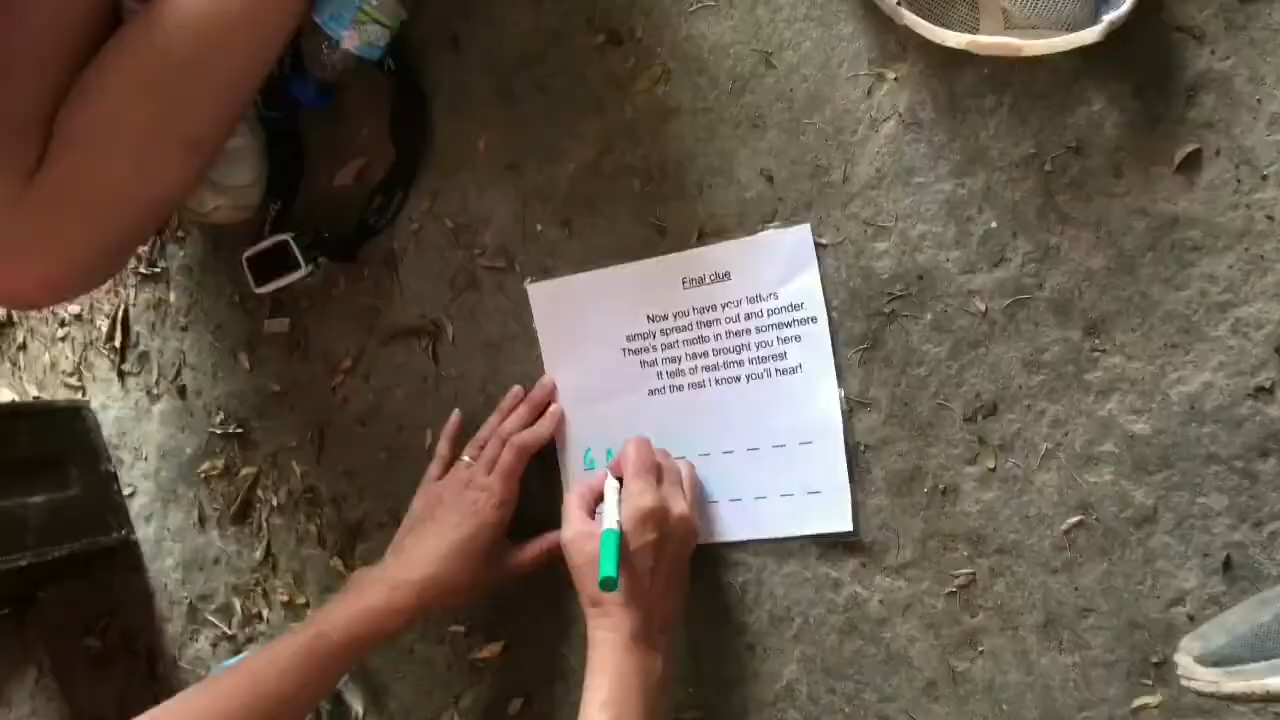 Final clue
Now you have your letters
simply spread them out and ponder.
There's part motto in there somewhere
that may have brought you here
It tells of real-time interest
and the rest I know you'll hear!
G N